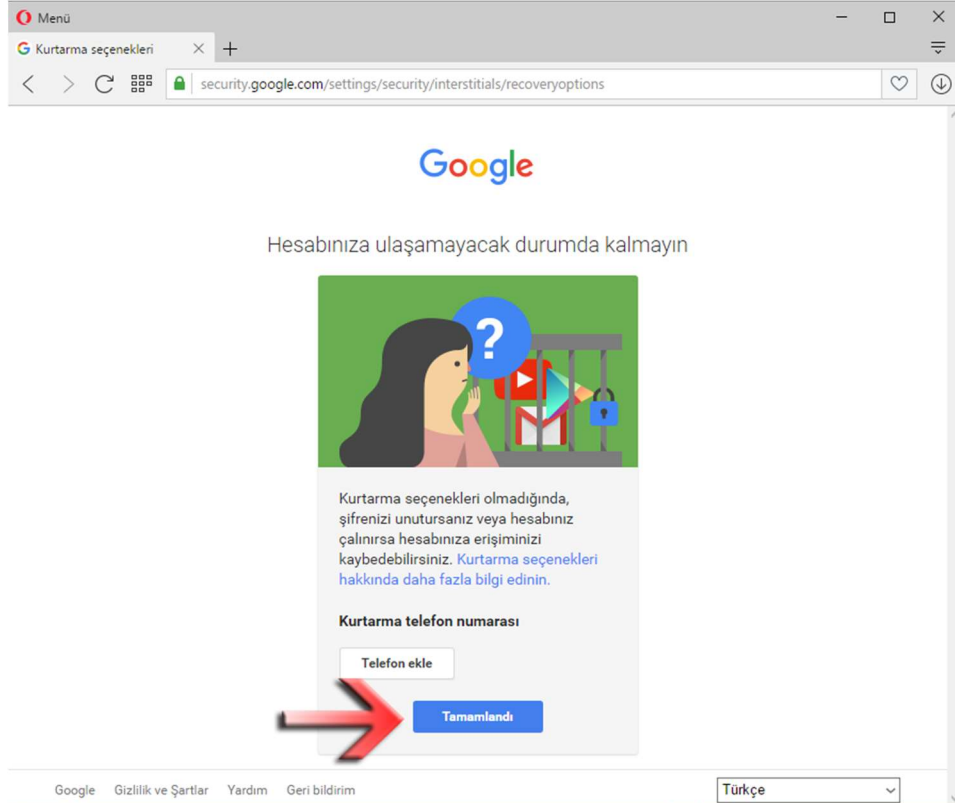 Menü
Kurtarma seçenekleri
security.google.com/settings/security/interstitials/recoveryoptions
Google
Hesabınıza ulaşamayacak durumda kalmayın
?
Kurtarma seçenekleri olmadığında,
şifrenizi unutursanız veya hesabınız
çalınırsa hesabınıza erişiminizi
kaybedebilirsiniz. Kurtarma seçenekleri
hakkında daha fazla bilgi edinin.
Kurtarma telefon numarası
Telefon ekle
Tamamlandı
Google Gizlilik ve Şartlar Yardım Geri bildirim Türkçe